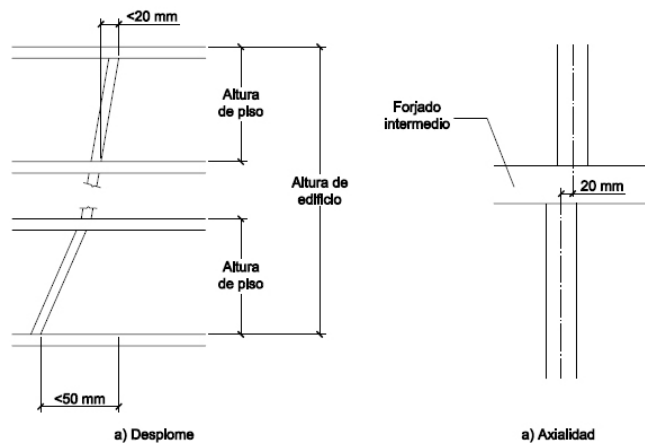 <20 mm
Altura
de piso
Altura de
edificio
Altura
de piso
<50 mm
a) Desplome
Forjado
intermedio
20 mm
a) Axialidad